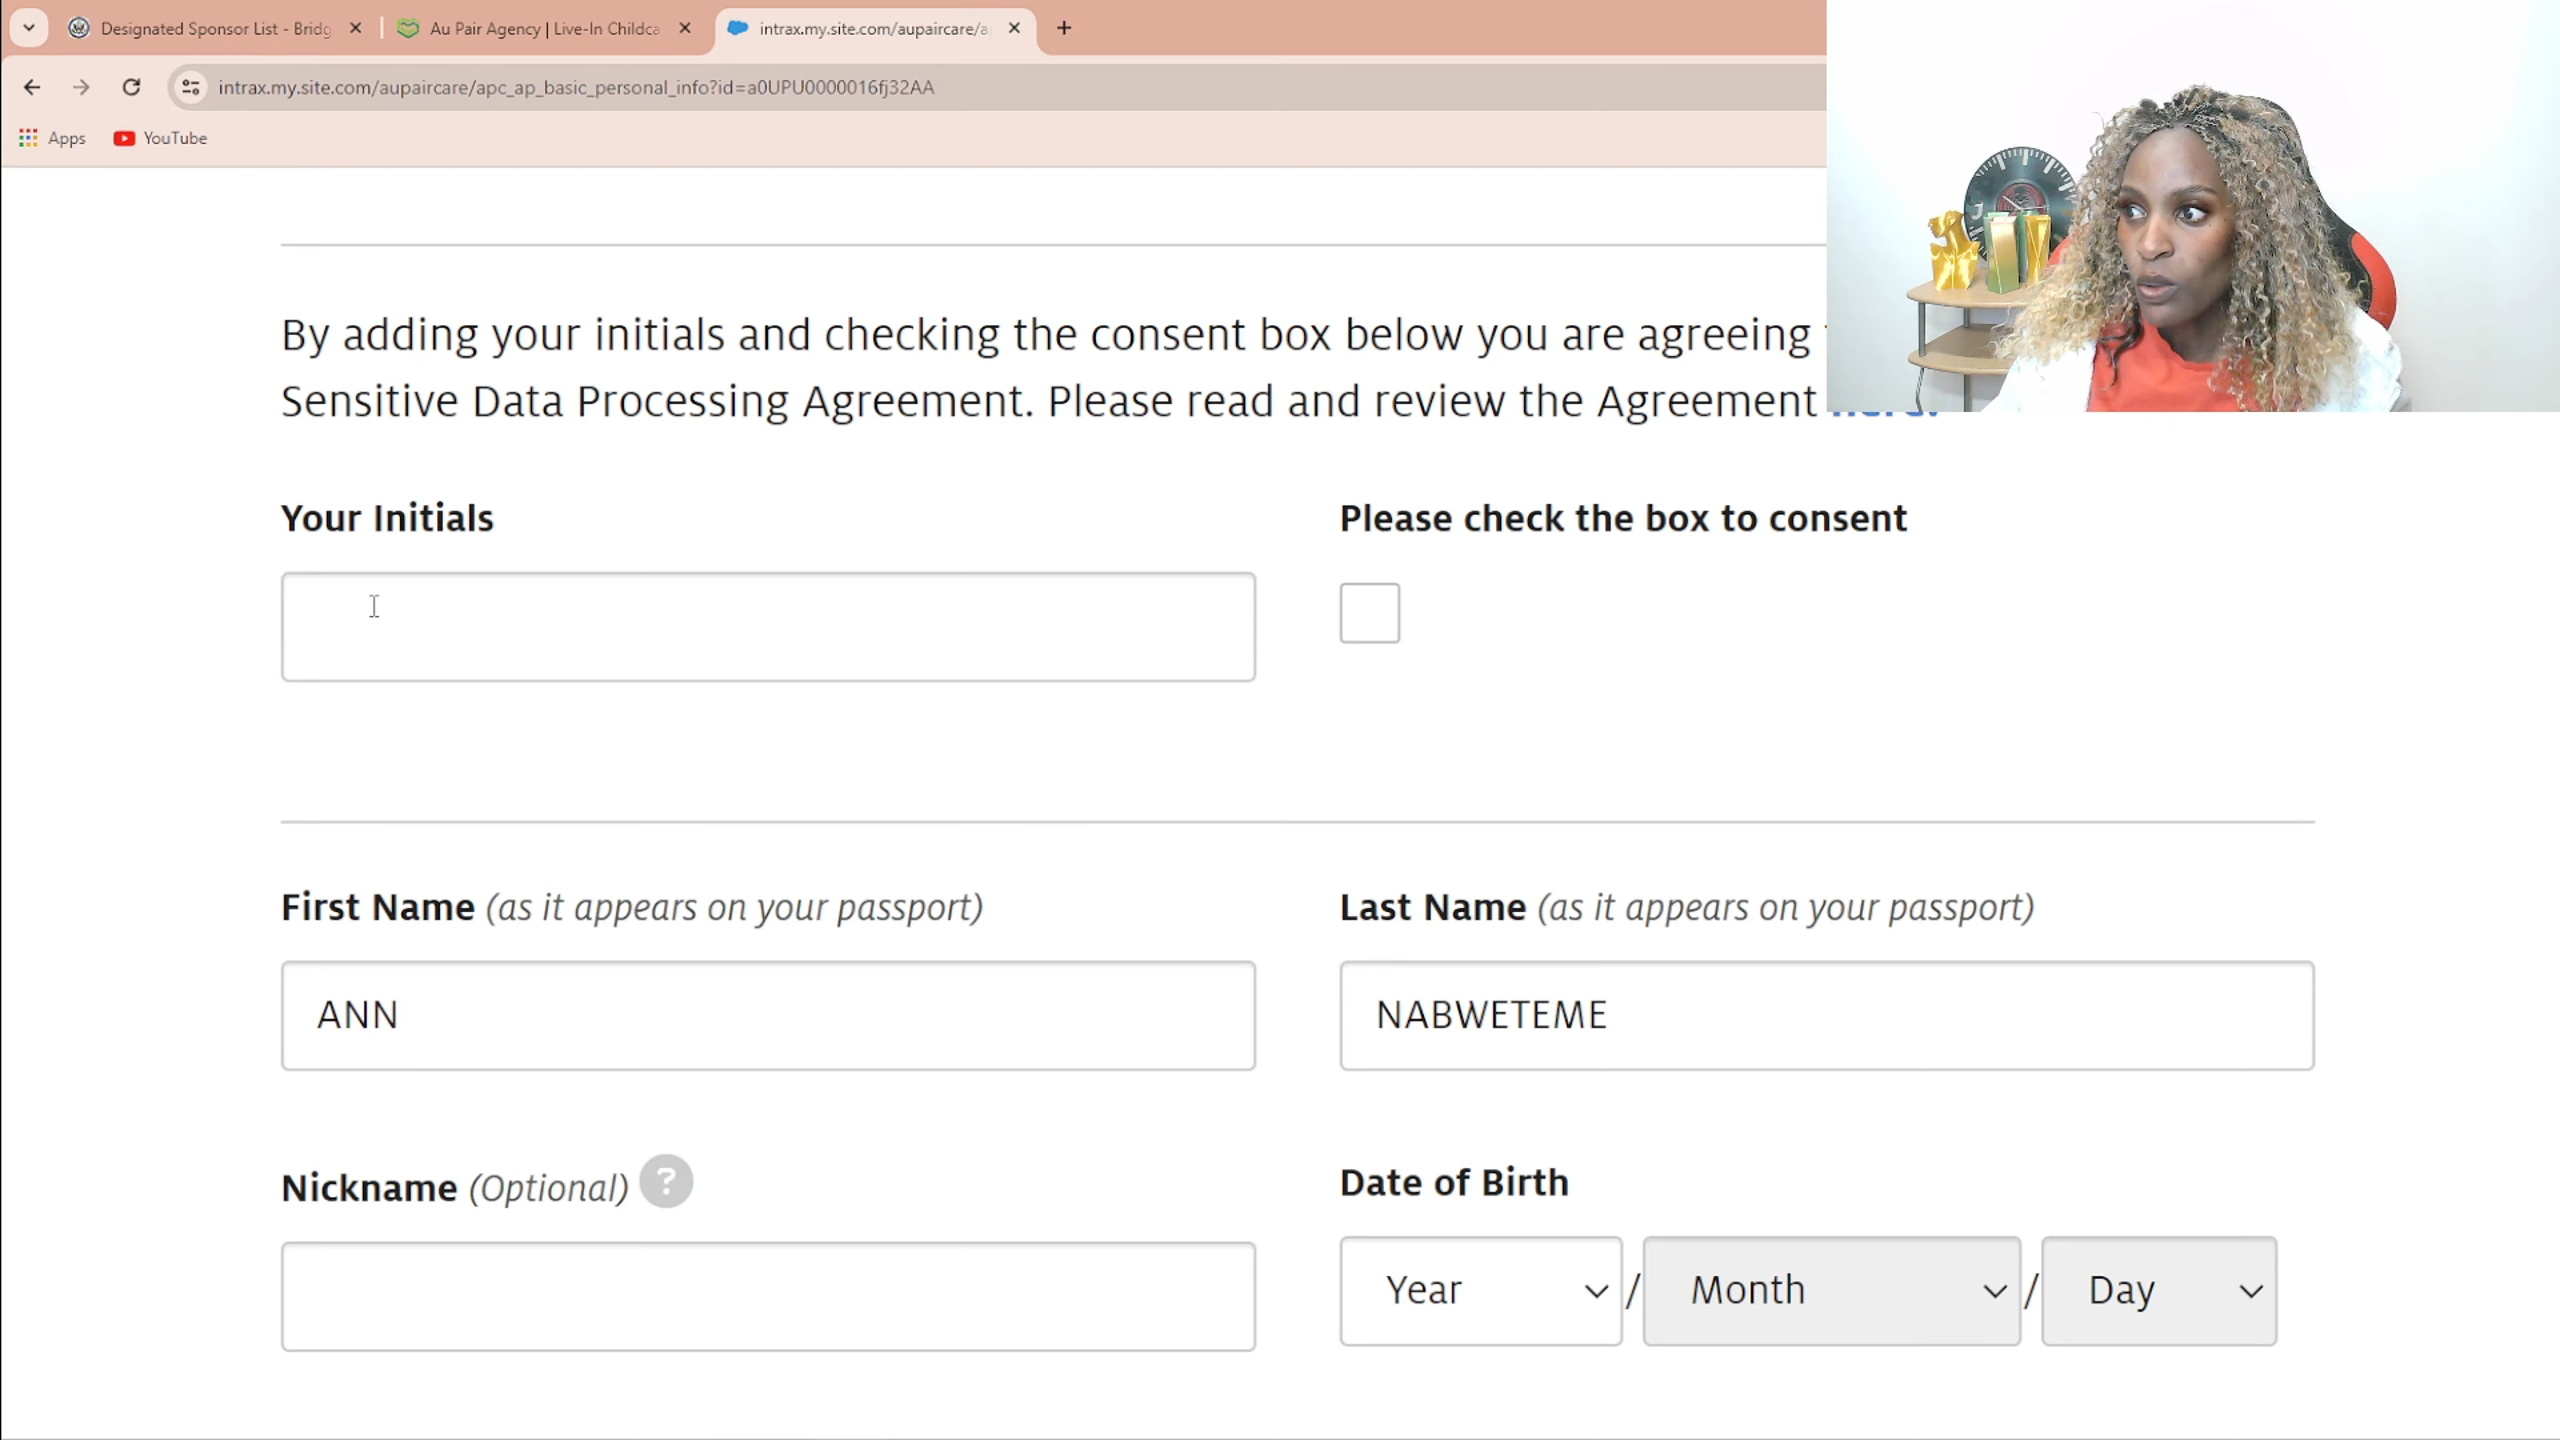 Designated Sponsor List - Bridg
Au Pair Agency | Live-In Childca
intrax.my.site.com/aupaircare/a
intrax.my.site.com/aupaircare/apc_ap_basic_personal_info?id=a0UPU0000016fj32AA
Apps
YouTube
By adding your initials and checking the consent box below you are agreeing
Sensitive Data Processing Agreement. Please read and review the Agreement
Your Initials
Please check the box to consent
First Name (as it appears on your passport)
Last Name (as it appears on your passport)
ANN
NABWETEME
Nickname (Optional) ?
Date of Birth
Year / Month / Day